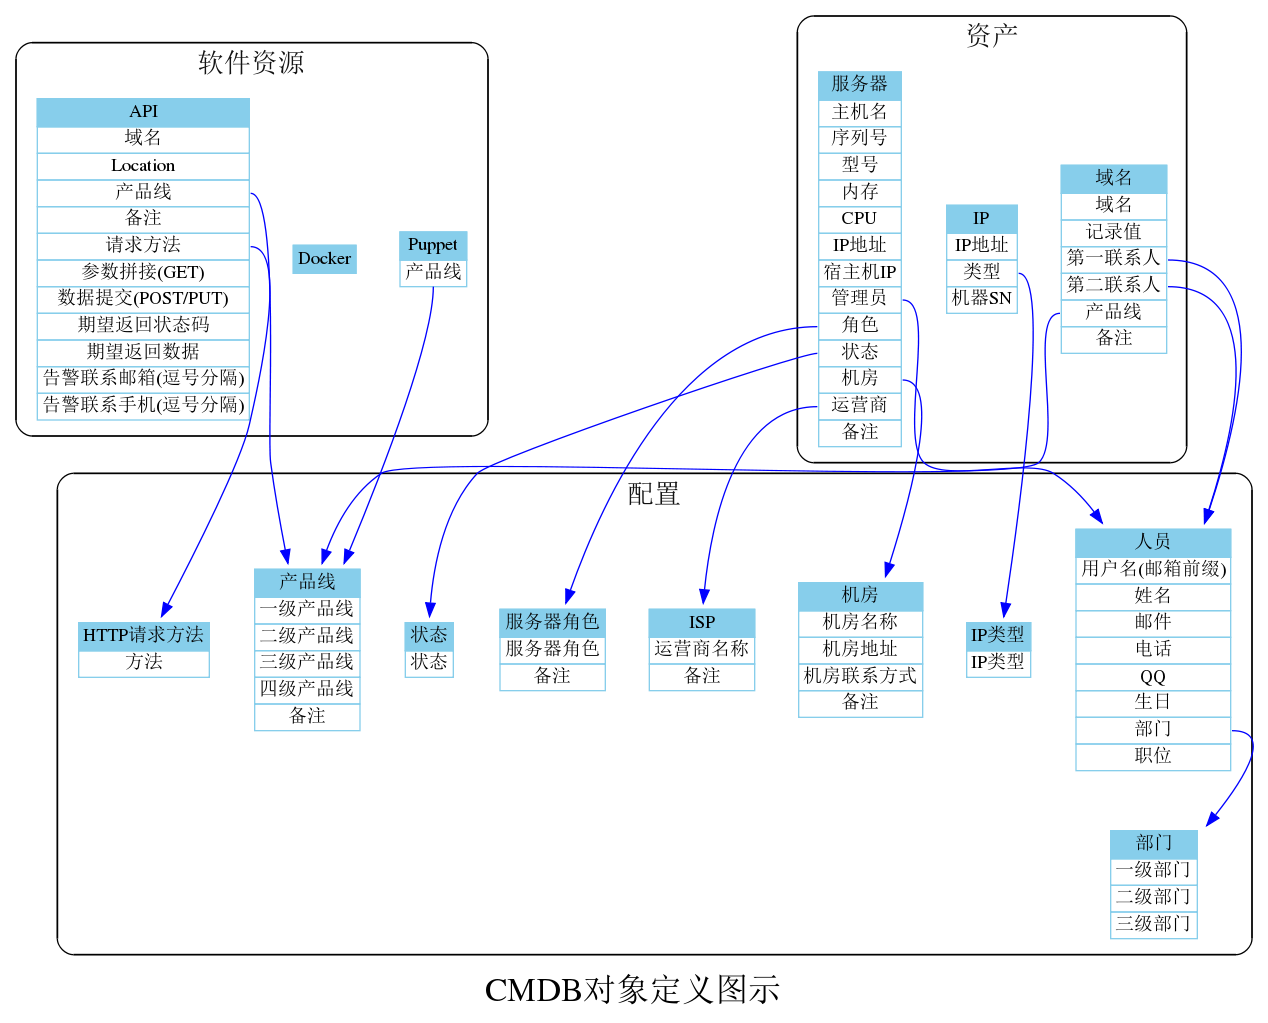 软件资源
API
域名
Location
产品线
备注
请求方法
参数拼接(GET)
数据提交(POST/PUT)
期望返回状态码
期望返回数据
告警联系邮箱(逗号分隔)
告警联系手机(逗号分隔)
Docker
Puppet
产品线
资产
服务器
主机名
序列号
型号
内存
CPU
IP地址
宿主机IP
管理员
角色
状态
机房
运营商
备注
IP
IP地址
类型
机器SN
域名
域名
记录值
第一联系人
第二联系人
产品线
备注
配置
HTTP请求方法
方法
产品线
一级产品线
二级产品线
三级产品线
四级产品线
备注
状态
状态
服务器角色
服务器角色
备注
ISP
运营商名称
备注
机房
机房名称
机房地址
机房联系方式
备注
IP类型
IP类型
人员
用户名(邮箱前缀)
姓名
邮件
电话
QQ
生日
部门
职位
部门
一级部门
二级部门
三级部门
CMDB对象定义图示